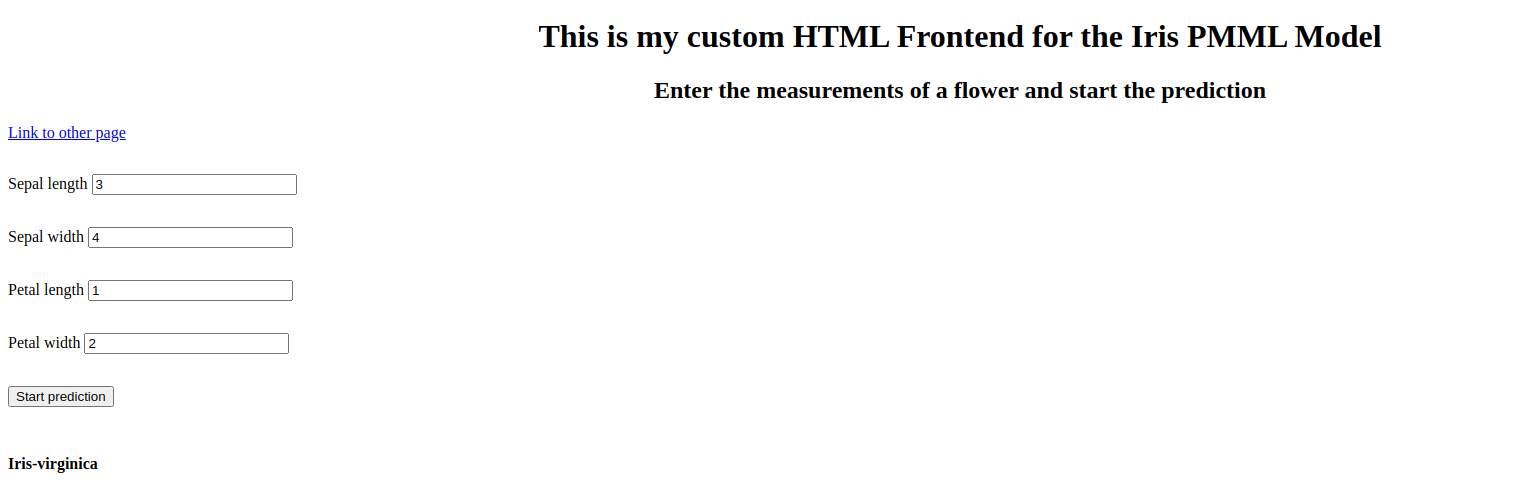 This is my custom HTML Frontend for the Iris PMML Model
Enter the measurements of a flower and start the prediction
Link to other page
Sepal length 3
Sepal width 4
Petal length 1
Petal width 2
Start prediction
Iris-virginica